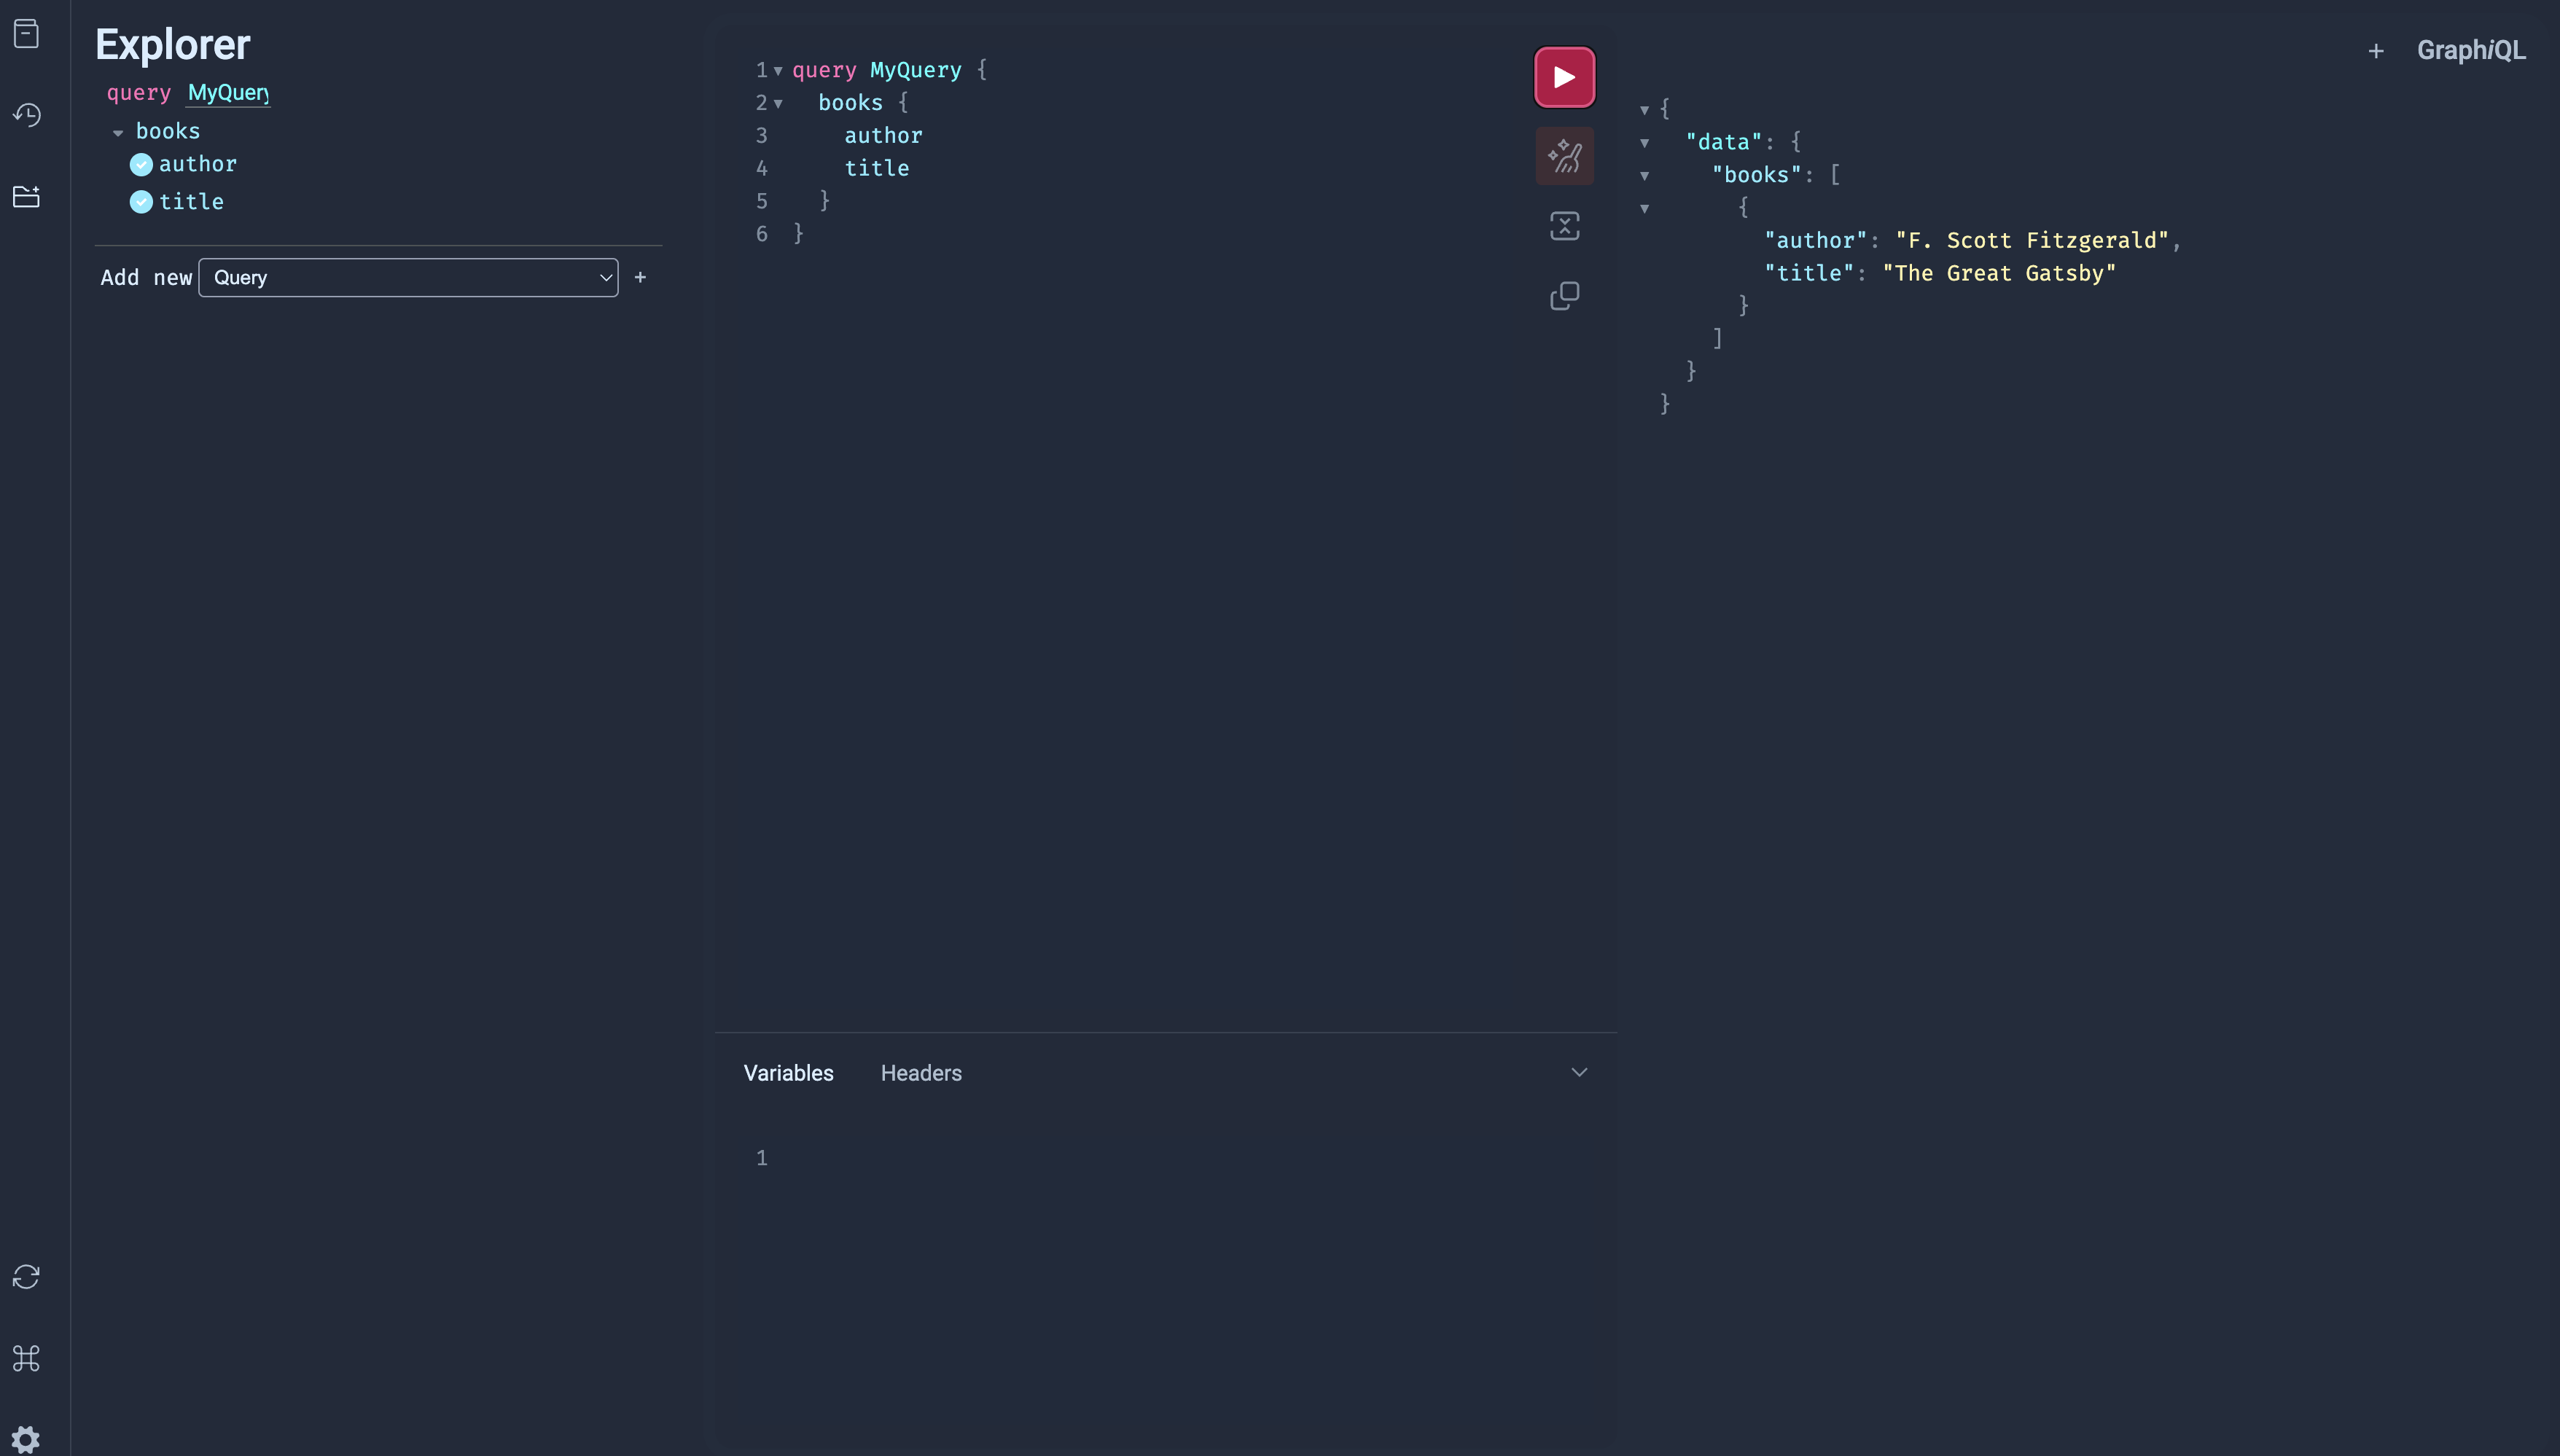 Explorer
query MyQuery
books
author
title
Add new Query +
1 query MyQuery {
2 books {
3 author
4 title
5 }
6 }
Variables Headers
1
+ GraphiQL
{
"data": {
"books": [
{
"author": "F. Scott Fitzgerald",
"title": "The Great Gatsby"
}
]
}
}